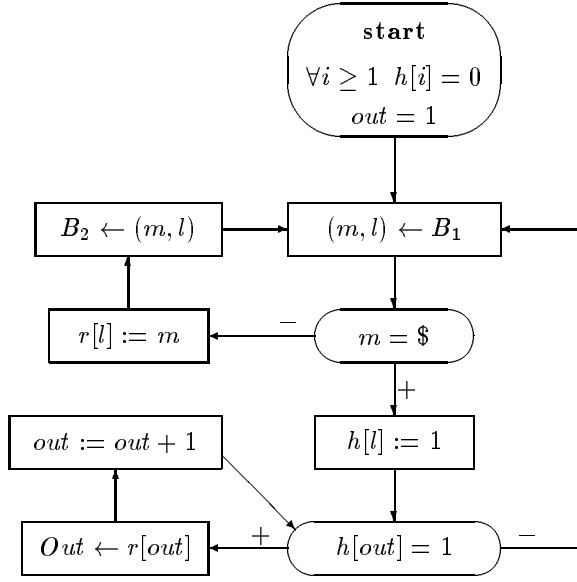 start
∀i ≥ 1 h[i] = 0
out = 1
B₂ ← (m, l)
(m, l) ← B₁
r[l] := m
−
m = $
+
out := out + 1
h[l] := 1
Out ← r[out]
+
h[out] = 1
−